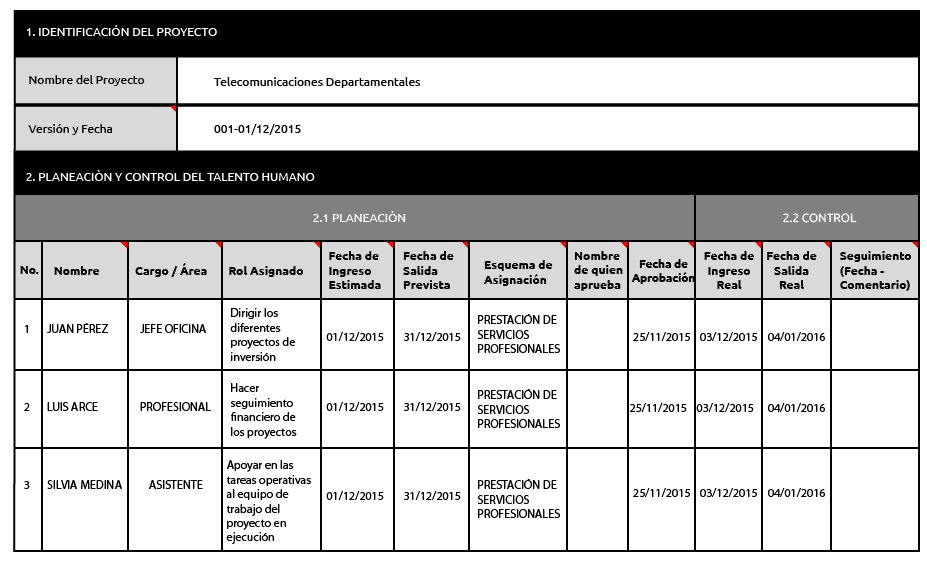 1. IDENTIFICACIÓN DEL PROYECTO
Nombre del Proyecto
Telecomunicaciones Departamentales
Versión y Fecha
001-01/12/2015
2. PLANEACIÒN Y CONTROL DEL TALENTO HUMANO
2.1 PLANEACIÒN
2.2 CONTROL
No.
Nombre
Cargo / Área
Rol Asignado
Fecha de
Ingreso
Estimada
Fecha de
Salida
Prevista
Esquema de
Asignación
Nombre
de quien
aprueba
Fecha de
Aprobación
Fecha de
Ingreso
Real
Fecha de
Salida
Real
Seguimiento
(Fecha -
Comentario)
1
JUAN PÉREZ
JEFE OFICINA
Dirigir los
diferentes
proyectos de
inversión
01/12/2015
31/12/2015
PRESTACIÓN DE
SERVICIOS
PROFESIONALES
25/11/2015
03/12/2015
04/01/2016
2
LUIS ARCE
PROFESIONAL
Hacer
seguimiento
financiero de
los proyectos
01/12/2015
31/12/2015
PRESTACIÓN DE
SERVICIOS
PROFESIONALES
25/11/2015
03/12/2015
04/01/2016
3
SILVIA MEDINA
ASISTENTE
Apoyar en las
tareas operativas
al equipo de
trabajo del
proyecto en
ejecución
01/12/2015
31/12/2015
PRESTACIÓN DE
SERVICIOS
PROFESIONALES
25/11/2015
03/12/2015
04/01/2016